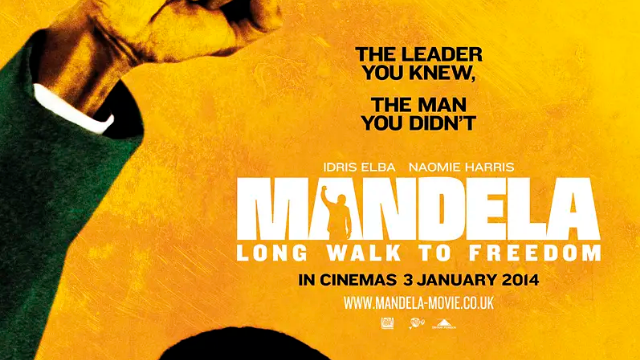 THE LEADER
YOU KNEW,
THE MAN
YOU DIDN'T
IDRIS ELBA NAOMIE HARRIS
MANDELA
LONG WALK TO FREEDOM
IN CINEMAS 3 JANUARY 2014
WWW.MANDELA-MOVIE.CO.UK